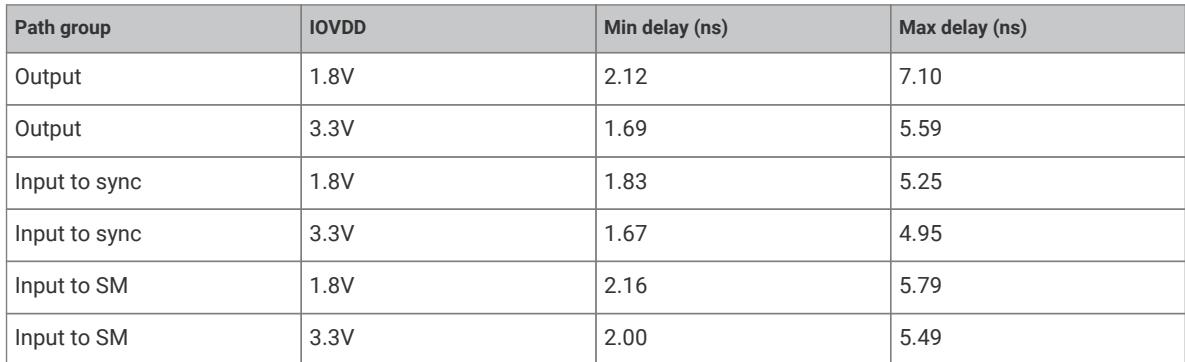 Path group IOVDD Min delay (ns) Max delay (ns)
Output 1.8V 2.12 7.10
Output 3.3V 1.69 5.59
Input to sync 1.8V 1.83 5.25
Input to sync 3.3V 1.67 4.95
Input to SM 1.8V 2.16 5.79
Input to SM 3.3V 2.00 5.49